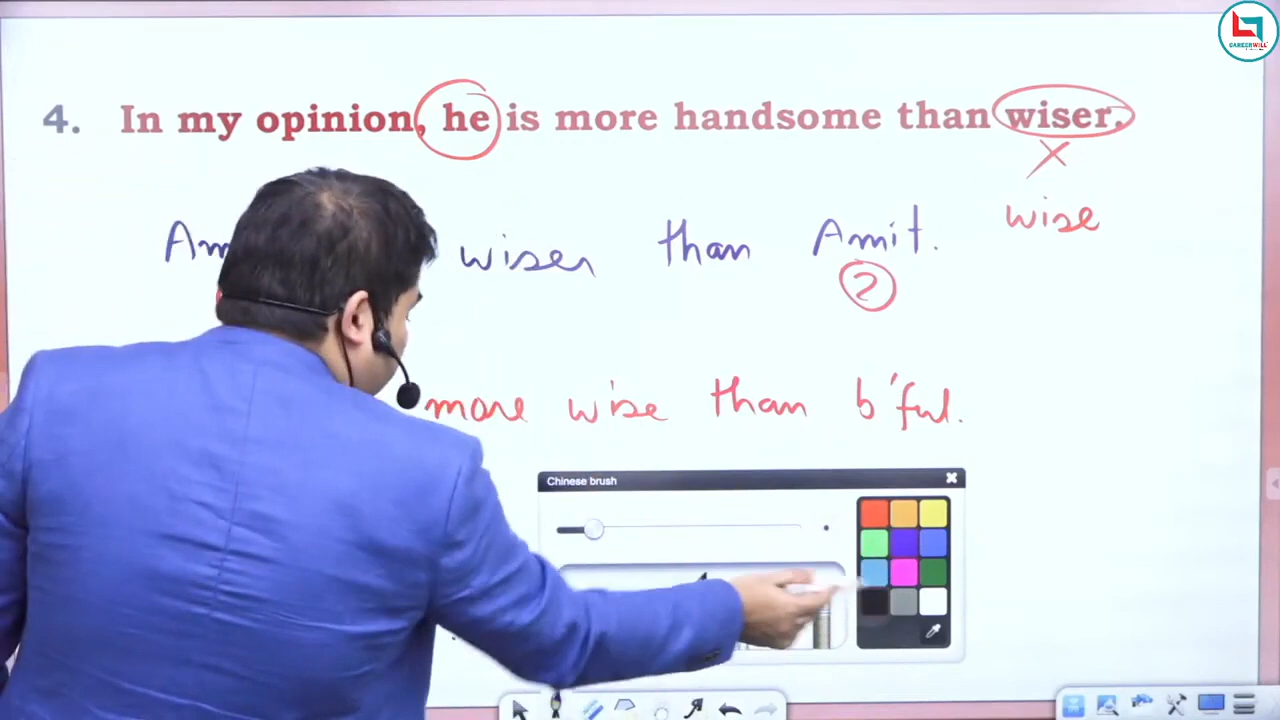 CAREERWILL
4. In my opinion, he is more handsome than wiser.
wise
wiser than Amit.
2
more wise than b'ful.
Chinese brush